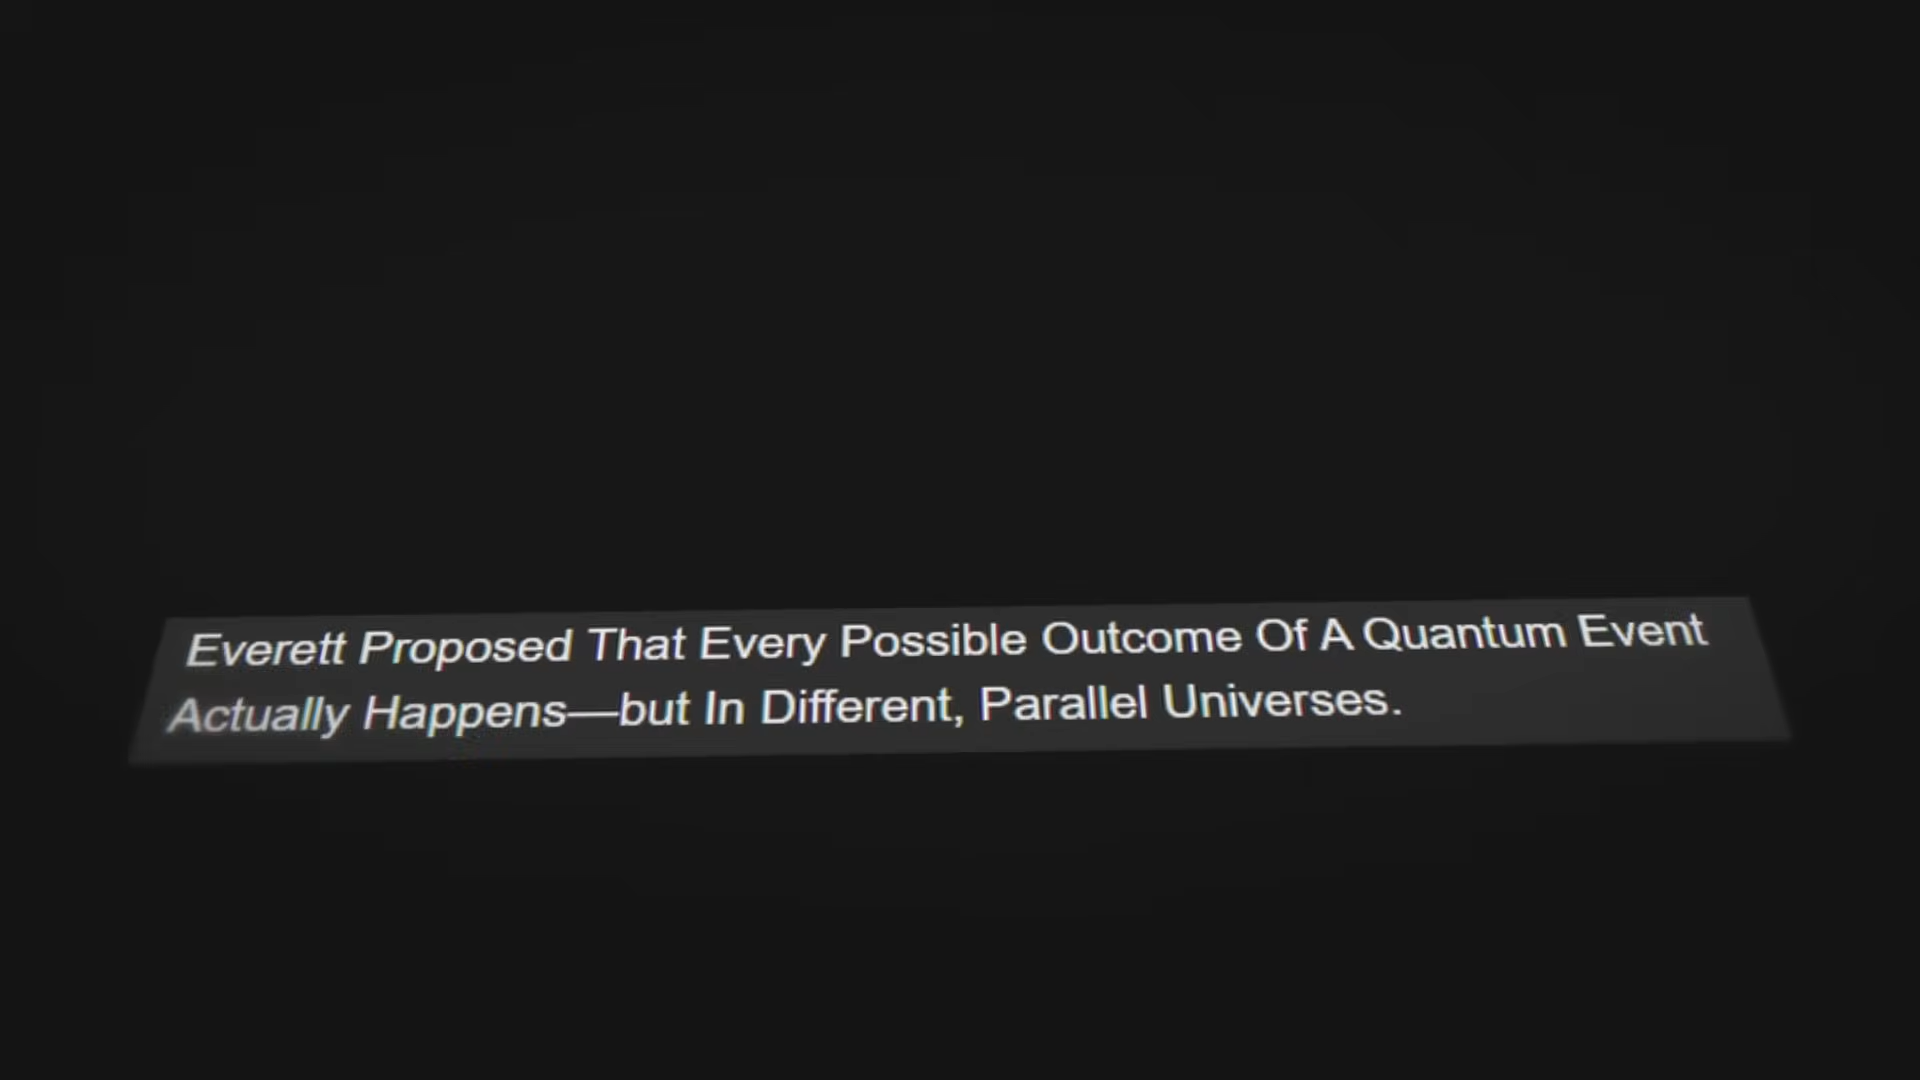 Everett Proposed That Every Possible Outcome Of A Quantum Event
Actually Happens—but In Different, Parallel Universes.